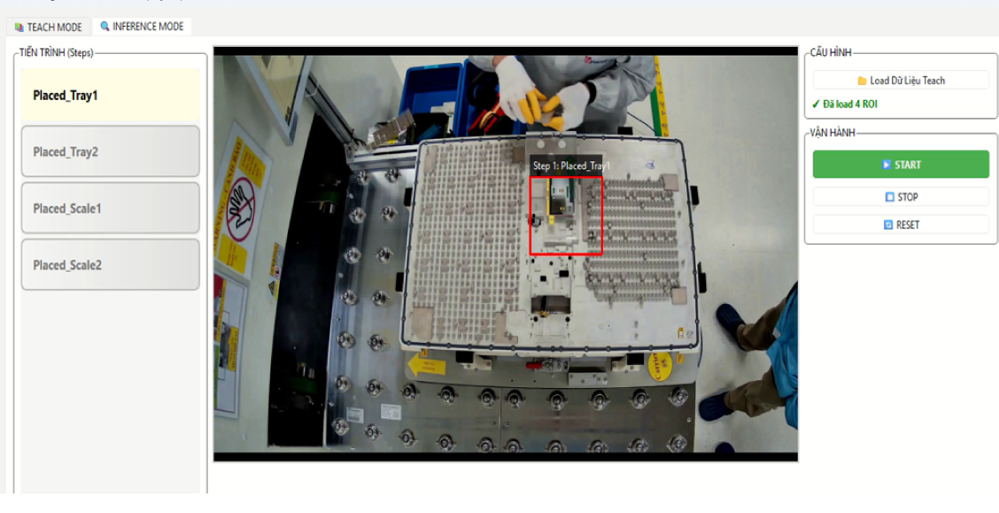 TEACH MODE
INFERENCE MODE
TIẾN TRÌNH (Steps)
Placed_Tray1
Placed_Tray2
Placed_Scale1
Placed_Scale2
Step 1: Placed_Tray1
CẤU HÌNH
Load Dữ Liệu Teach
✓ Đã load 4 ROI
VẬN HÀNH
START
STOP
RESET